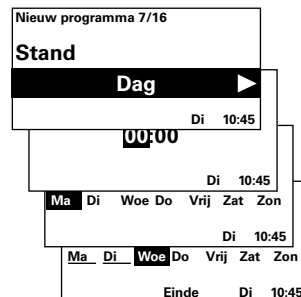 Nieuw programma 7/16
Stand
Dag
Di 10:45
00:00
Di 10:45
Ma Di Woe Do Vrij Zat Zon
Di 10:45
Ma Di Woe Do Vrij Zat Zon
Einde Di 10:45